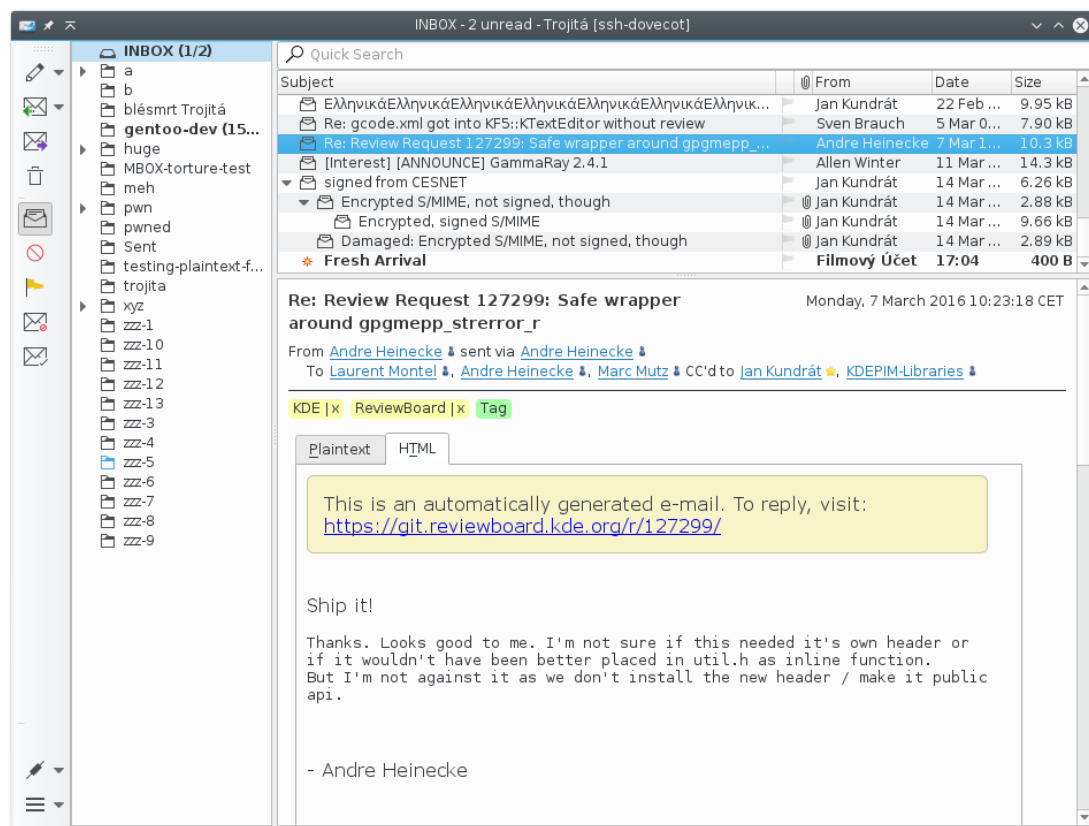 INBOX - 2 unread - Trojitá [ssh-dovecot]
INBOX (1/2)
a
b
blésmrt Trojitá
gentoo-dev (15...
huge
MBOX-torture-test
meh
pwn
pwned
Sent
testing-plaintext-f...
trojita
xyz
zzz-1
zzz-10
zzz-11
zzz-12
zzz-13
zzz-3
zzz-4
zzz-5
zzz-6
zzz-7
zzz-8
zzz-9
Quick Search
Subject From Date Size
ΕλληνικάΕλληνικάΕλληνικάΕλληνικάΕλληνικάΕλληνικάΕλληνικ... Jan Kundrát 22 Feb ... 9.95 kB
Re: gcode.xml got into KF5::KTextEditor without review Sven Brauch 5 Mar 0... 7.90 kB
Re: Review Request 127299: Safe wrapper around gpgmepp_... Andre Heinecke 7 Mar 1... 10.3 kB
[Interest] [ANNOUNCE] GammaRay 2.4.1 Allen Winter 11 Mar ... 14.3 kB
signed from CESNET Jan Kundrát 14 Mar ... 6.26 kB
Encrypted S/MIME, not signed, though Jan Kundrát 14 Mar ... 2.88 kB
Encrypted, signed S/MIME Jan Kundrát 14 Mar ... 9.66 kB
Damaged: Encrypted S/MIME, not signed, though Jan Kundrát 14 Mar ... 2.89 kB
Fresh Arrival Filmový Účet 17:04 400 B
Re: Review Request 127299: Safe wrapper Monday, 7 March 2016 10:23:18 CET
around gpgmepp_strerror_r
From Andre Heinecke sent via Andre Heinecke
To Laurent Montel, Andre Heinecke, Marc Mutz CC'd to Jan Kundrát, KDEPIM-Libraries
KDE | x ReviewBoard | x Tag
Plaintext HTML
This is an automatically generated e-mail. To reply, visit:
https://git.reviewboard.kde.org/r/127299/
Ship it!
Thanks. Looks good to me. I'm not sure if this needed it's own header or
if it wouldn't have been better placed in util.h as inline function.
But I'm not against it as we don't install the new header / make it public
api.
- Andre Heinecke